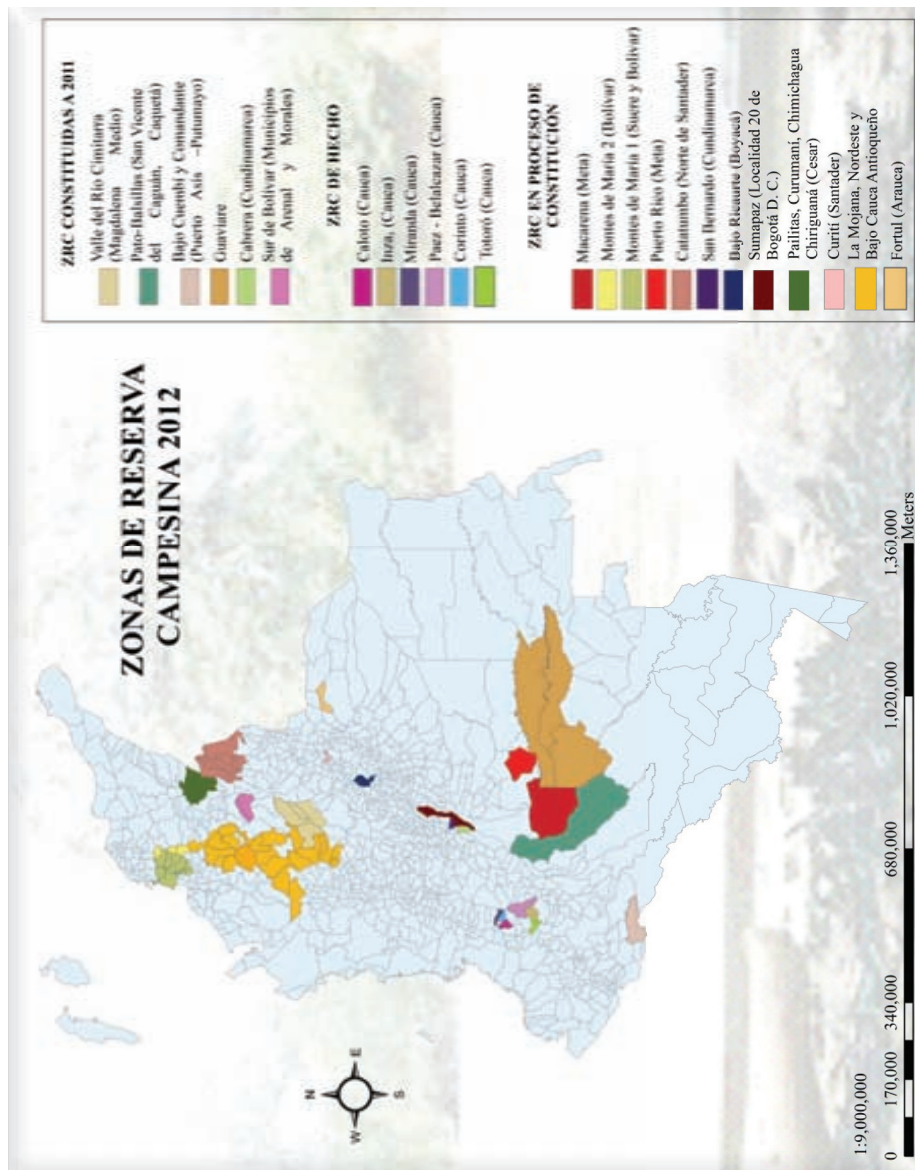 ZONAS DE RESERVA
CAMPESINA 2012
N
W
E
S
ZRC CONSTITUIDAS A 2011
Valle del Río Cimitarra
(Magdalena Medio)
Pato-Balsillas (San Vicente
del Caguán, Caquetá)
Bajo Cuembí y Comandante
(Puerto Asís –Putumayo)
Guaviare
Cabrera (Cundinamarca)
Sur de Bolívar (Municipios
de Arenal y Morales)
ZRC DE HECHO
Caloto (Cauca)
Inza, (Cauca)
Miranda (Cauca)
Paez - Belalcazar (Cauca)
Corinto (Cauca)
Totoró (Cauca)
ZRC EN PROCESO DE
CONSTITUCIÓN
Macarena (Meta)
Montes de María 2 (Bolívar)
Montes de María 1 (Sucre y Bolívar)
Puerto Rico (Meta)
Catatumbo (Norte de Santader)
San Bernardo (Cundinamarca)
Bajo Ricaurte (Boyacá)
Sumapaz (Localidad 20 de
Bogotá D. C.)
Pailitas, Curumaní, Chimichagua
Chiriguaná (Cesar)
Curití (Santader)
La Mojana, Nordeste y
Bajo Cauca Antioqueño
Fortul (Arauca)
1:9,000,000
0 170,000 340,000 680,000 1,020,000 1,360,000
Meters